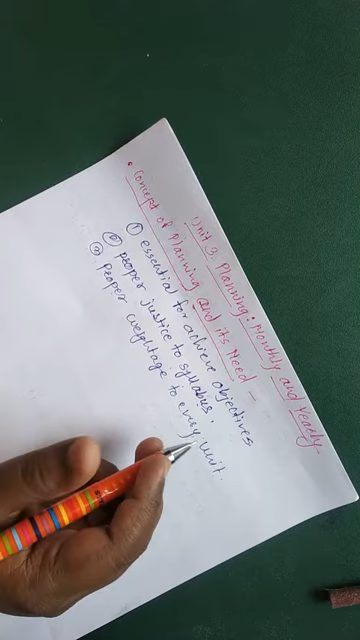 Unit 3. Planning: Monthly and Yearly.
• Concept of Planning and its Need –
① essential for achieve objectives
② proper justice to syllabus.
③ proper weightage to every unit.